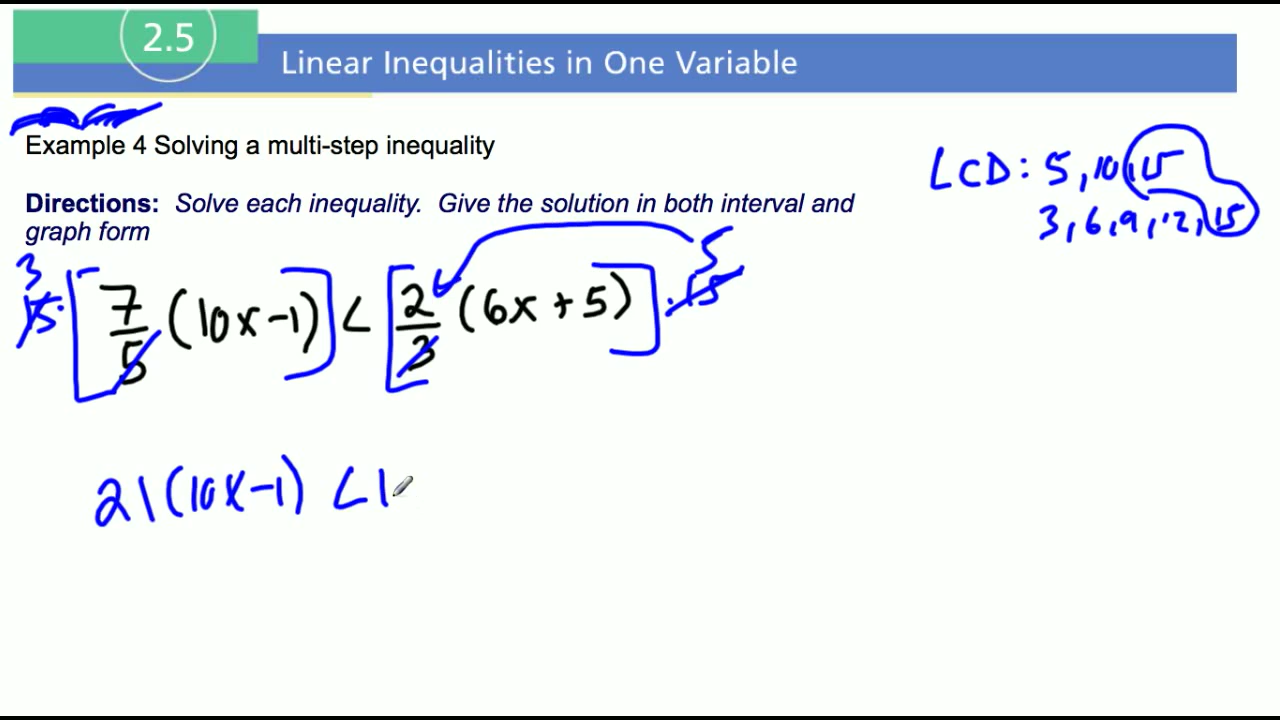 2.5
Linear Inequalities in One Variable
Example 4 Solving a multi-step inequality
LCD: 5, 10, 15
3, 6, 9, 12, 15
Directions: Solve each inequality. Give the solution in both interval and
graph form
3 5
15 · [7/5 (10x - 1)] < [2/3 (6x + 5)] · 15
21(10x - 1) < 1